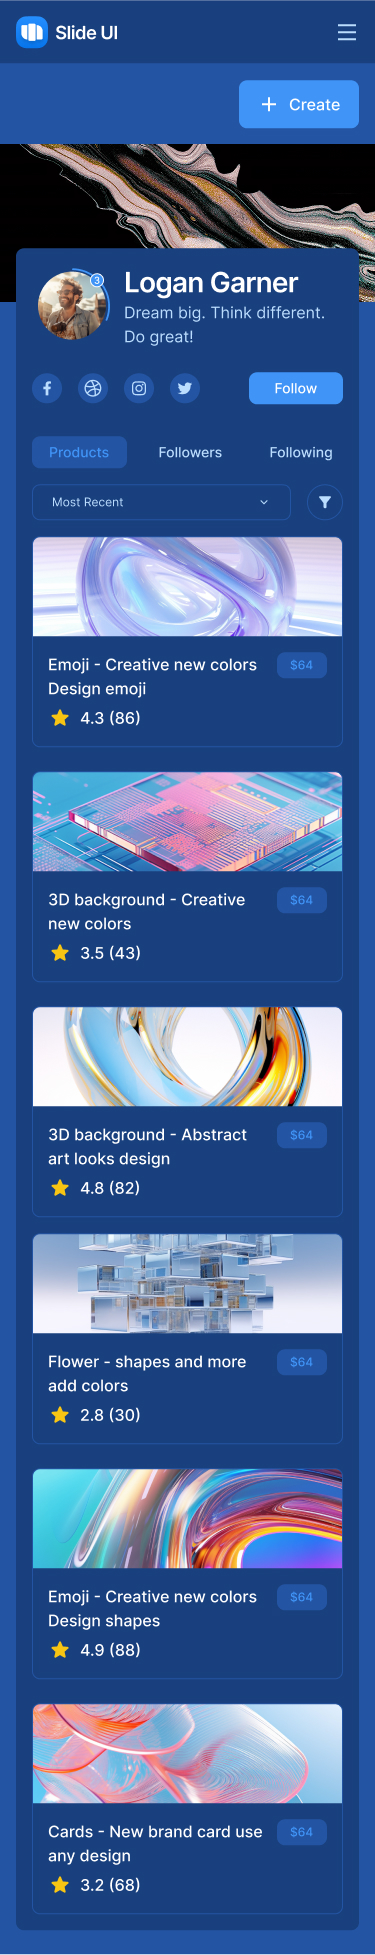 Slide UI
Create
3
Logan Garner
Dream big. Think different.
Do great!
Follow
Products
Followers
Following
Most Recent
Emoji - Creative new colors
$64
Design emoji
4.3 (86)
3D background - Creative
$64
new colors
3.5 (43)
3D background - Abstract
$64
art looks design
4.8 (82)
Flower - shapes and more
$64
add colors
2.8 (30)
Emoji - Creative new colors
$64
Design shapes
4.9 (88)
Cards - New brand card use
$64
any design
3.2 (68)